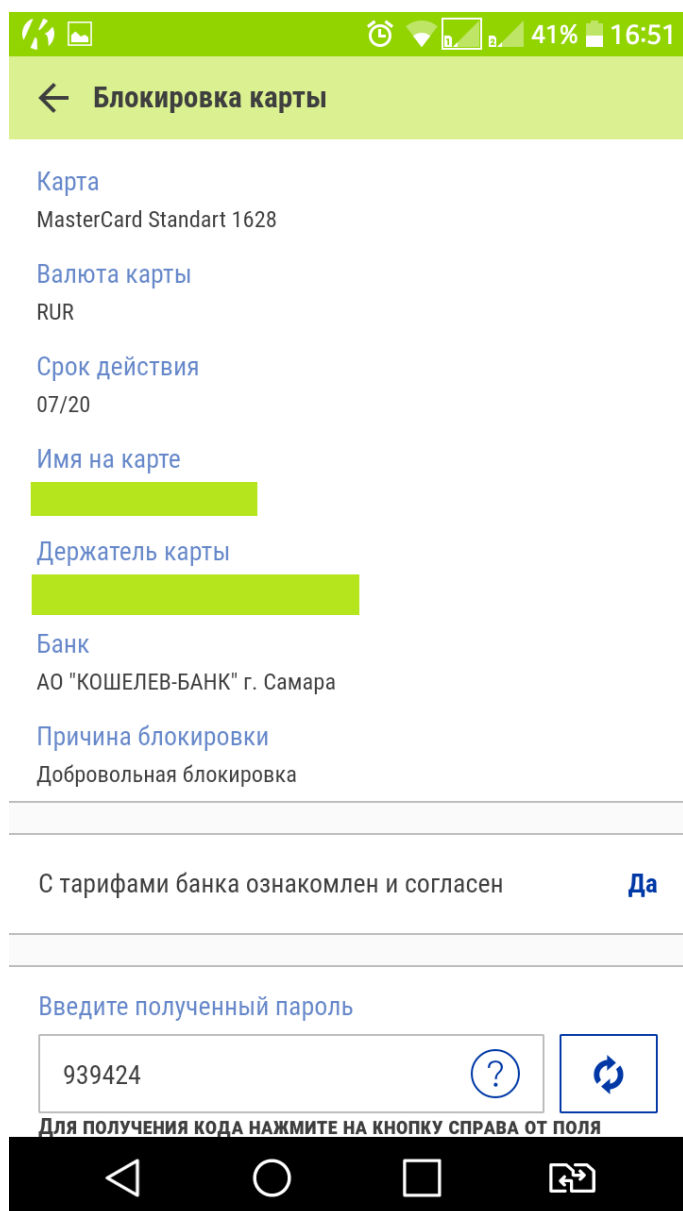 41% 16:51
Блокировка карты
Карта
MasterCard Standart 1628
Валюта карты
RUR
Срок действия
07/20
Имя на карте
Держатель карты
Банк
АО "КОШЕЛЕВ-БАНК" г. Самара
Причина блокировки
Добровольная блокировка
С тарифами банка ознакомлен и согласен Да
Введите полученный пароль
939424 ?
Для получения кода нажмите на кнопку справа от поля